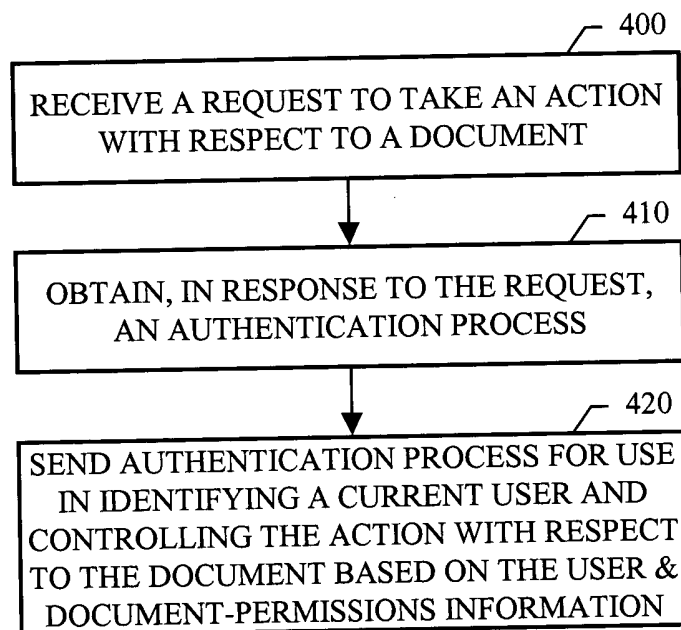 400
RECEIVE A REQUEST TO TAKE AN ACTION
WITH RESPECT TO A DOCUMENT
410
OBTAIN, IN RESPONSE TO THE REQUEST,
AN AUTHENTICATION PROCESS
420
SEND AUTHENTICATION PROCESS FOR USE
IN IDENTIFYING A CURRENT USER AND
CONTROLLING THE ACTION WITH RESPECT
TO THE DOCUMENT BASED ON THE USER &
DOCUMENT-PERMISSIONS INFORMATION